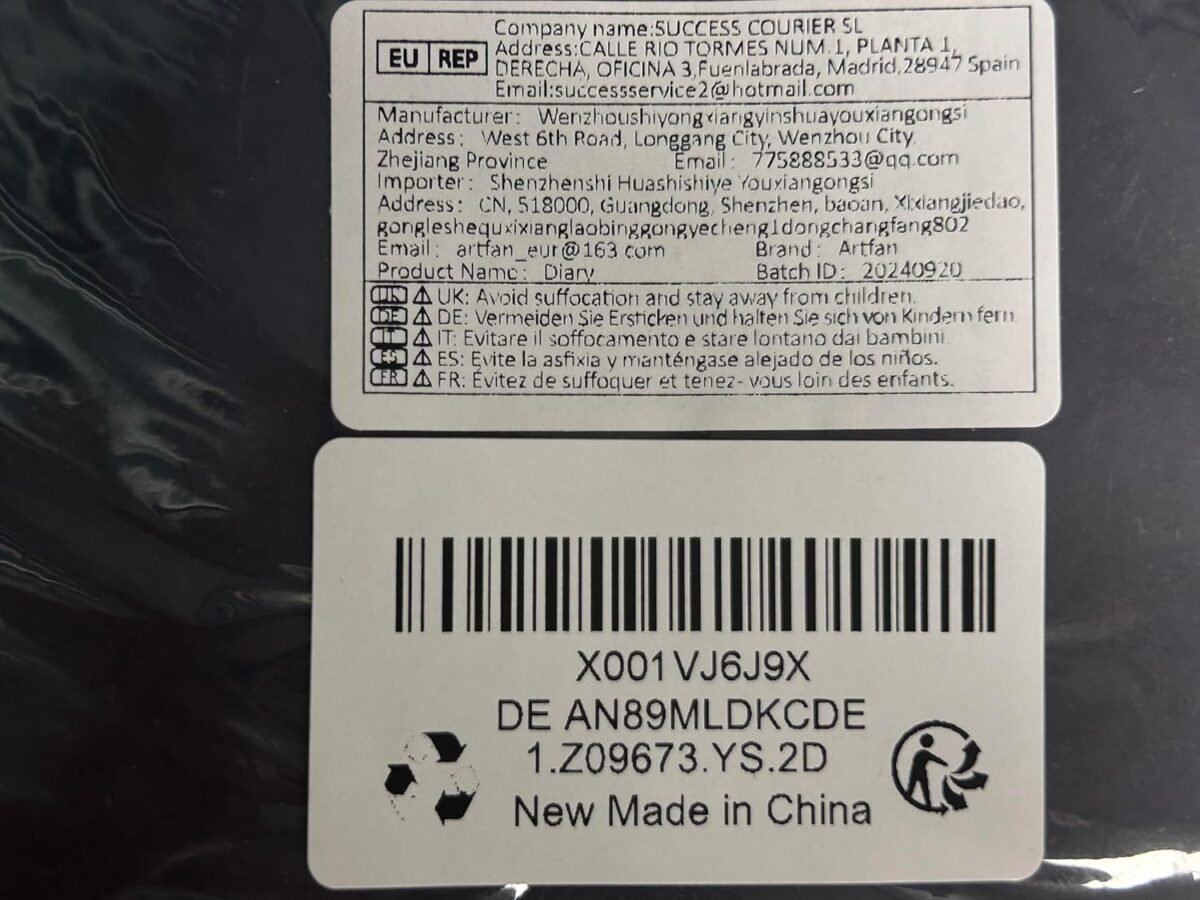 EU REP
Company name:SUCCESS COURIER SL
Address:CALLE RIO TORMES NUM.1, PLANTA 1,
DERECHA, OFICINA 3,Fuenlabrada, Madrid,28947 Spain
Email:successservice2@hotmail.com
Manufacturer: Wenzhoushiyongxiangyinshuayouxiangongsi
Address: West 6th Road, Longgang City, Wenzhou City,
Zhejiang Province Email: 775888533@qq.com
Importer: Shenzhenshi Huashishiye Youxiangongsi
Address: CN, 518000, Guangdong, Shenzhen, baoan, Xixiangjiedao,
gongleshequxixianglaobinggongyecheng1dongchangfang802
Email: artfan_eur@163.com Brand: Artfan
Product Name: Diary Batch ID: 20240920
UK UK: Avoid suffocation and stay away from children.
DE DE: Vermeiden Sie Ersticken und halten Sie sich von Kindern fern.
IT IT: Evitare il soffocamento e stare lontano dai bambini.
ES ES: Evite la asfixia y manténgase alejado de los niños.
FR FR: Évitez de suffoquer et tenez- vous loin des enfants.
X001VJ6J9X
DE AN89MLDKCDE
1.Z09673.YS.2D
New Made in China